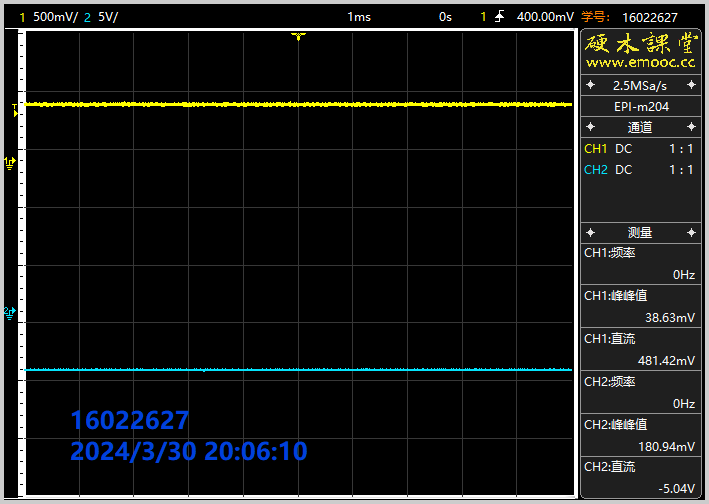 1 500mV/ 2 5V/ 1ms 0s 1 400.00mV 学号: 16022627
硬木課堂
www.emooc.cc
2.5MSa/s
EPI-m204
通道
CH1 DC 1 : 1
CH2 DC 1 : 1
测量
CH1:频率
0Hz
CH1:峰峰值
38.63mV
CH1:直流
481.42mV
CH2:频率
0Hz
CH2:峰峰值
180.94mV
CH2:直流
-5.04V
T
1
2
16022627
2024/3/30 20:06:10